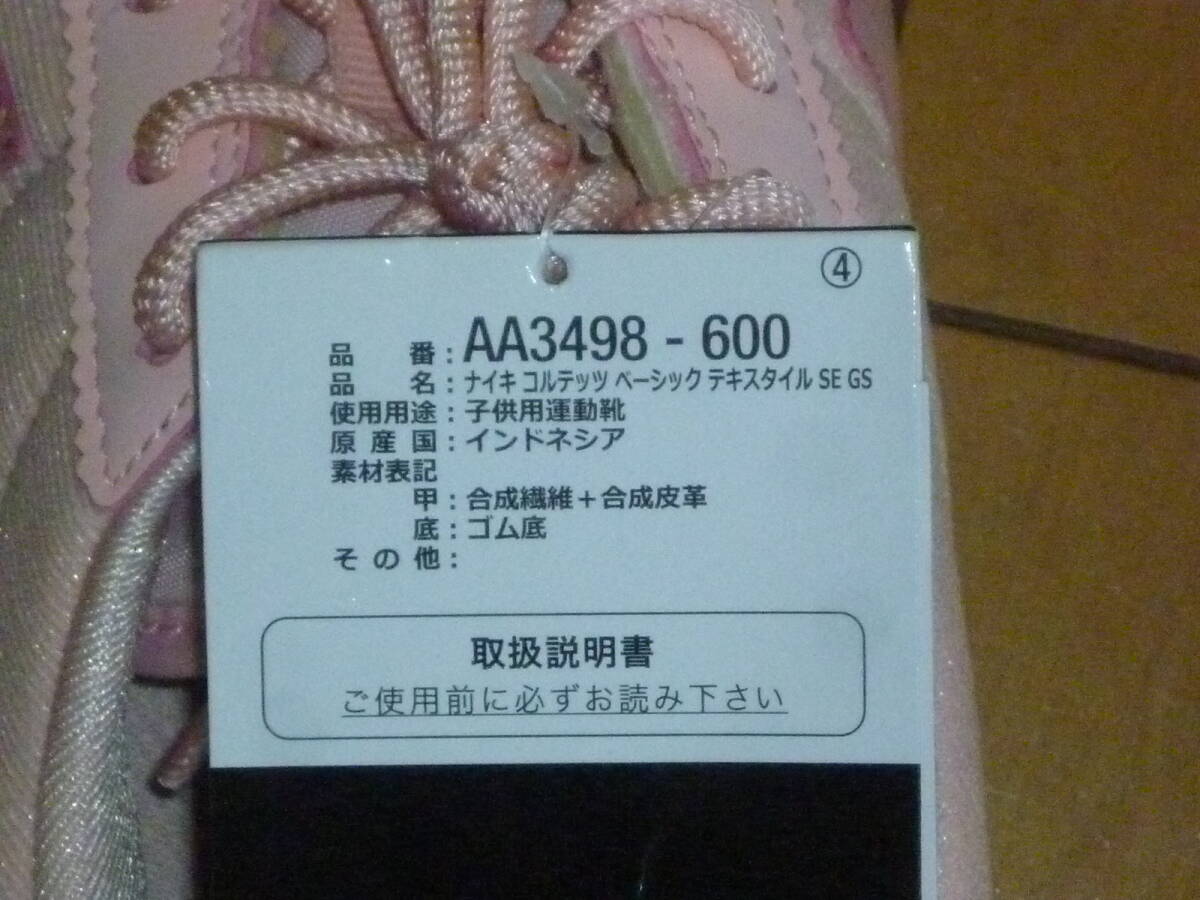 ④
品番：AA3498 - 600
品名：ナイキ コルテッツ ベーシック テキスタイル SE GS
使用用途：子供用運動靴
原産国：インドネシア
素材表記
甲：合成繊維＋合成皮革
底：ゴム底
その他：
取扱説明書
ご使用前に必ずお読み下さい